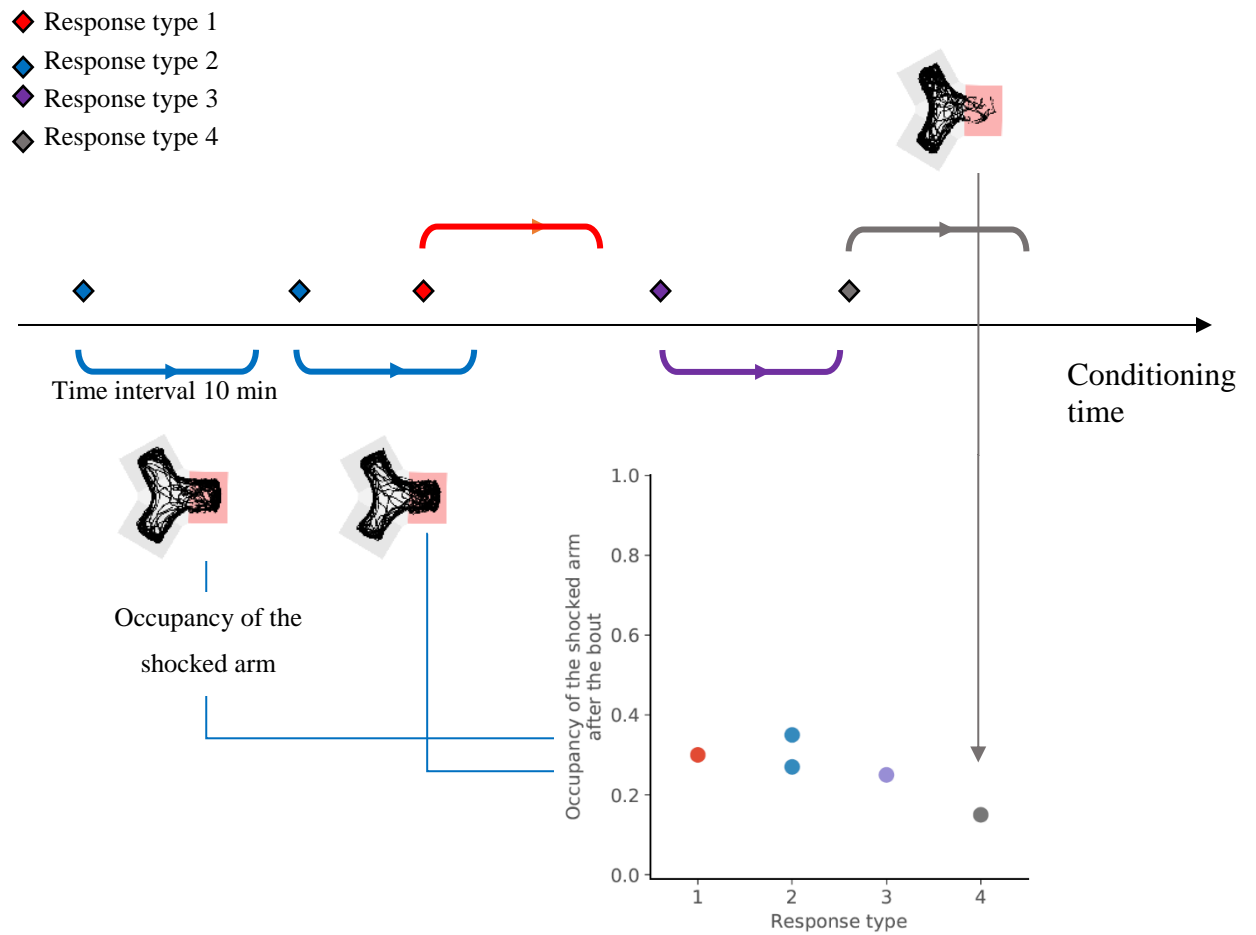 Response type 1
Response type 2
Response type 3
Response type 4
Time interval 10 min
Conditioning
time
Occupancy of the
shocked arm
Occupancy of the shocked arm
after the bout
1.0
0.8
0.6
0.4
0.2
0.0
1 2 3 4
Response type